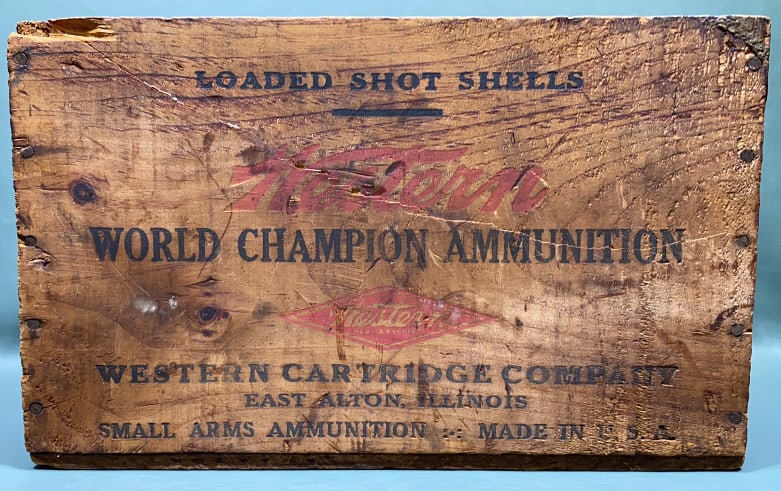 LOADED SHOT SHELLS
Western
WORLD CHAMPION AMMUNITION
Western
WESTERN CARTRIDGE COMPANY
EAST ALTON, ILLINOIS
SMALL ARMS AMMUNITION -:- MADE IN U.S.A.